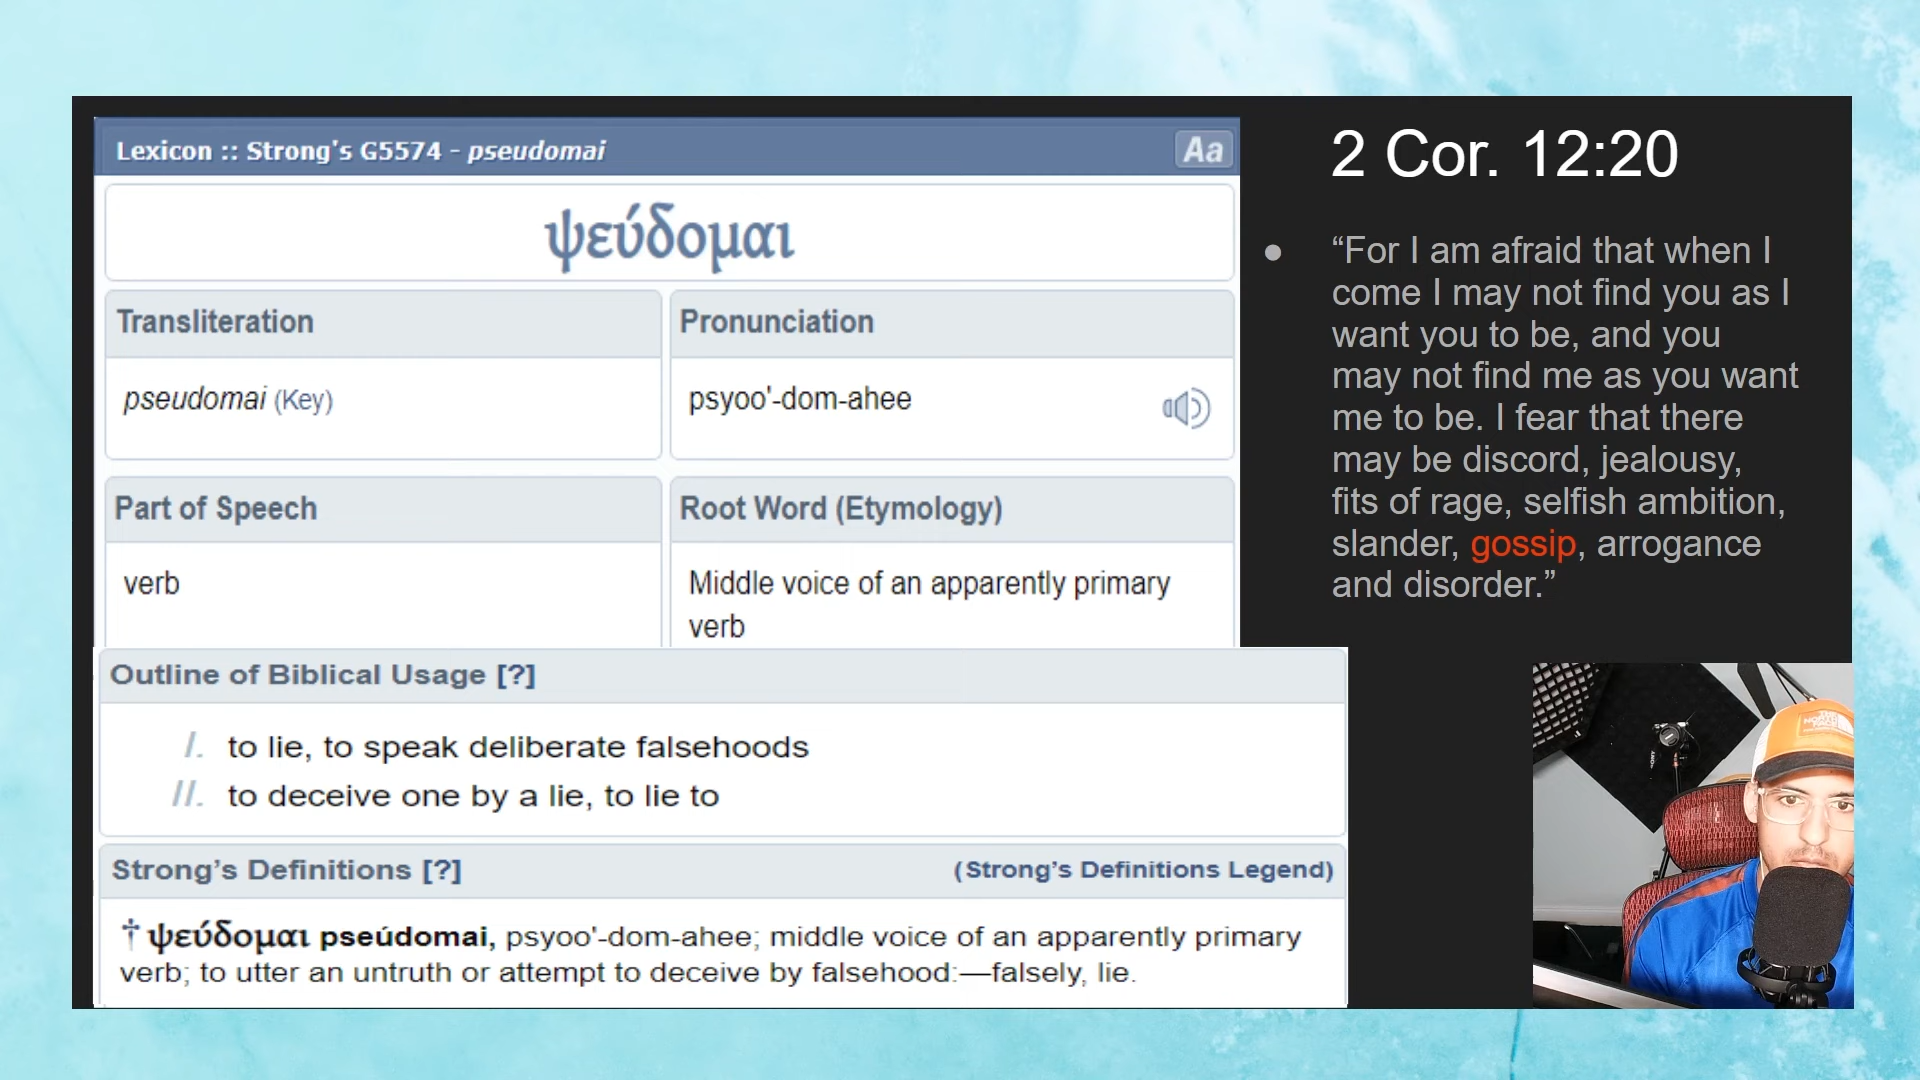 Lexicon :: Strong's G5574 - pseudomai
Aa
ψεύδομαι
Transliteration
pseudomai (Key)
Pronunciation
psyoo'-dom-ahee
Part of Speech
verb
Root Word (Etymology)
Middle voice of an apparently primary
verb
Outline of Biblical Usage [?]
I. to lie, to speak deliberate falsehoods
II. to deceive one by a lie, to lie to
Strong's Definitions [?]
(Strong's Definitions Legend)
† ψεύδομαι pseúdomai, psyoo'-dom-ahee; middle voice of an apparently primary
verb; to utter an untruth or attempt to deceive by falsehood:—falsely, lie.
2 Cor. 12:20
● “For I am afraid that when I
come I may not find you as I
want you to be, and you
may not find me as you want
me to be. I fear that there
may be discord, jealousy,
fits of rage, selfish ambition,
slander, gossip, arrogance
and disorder.”